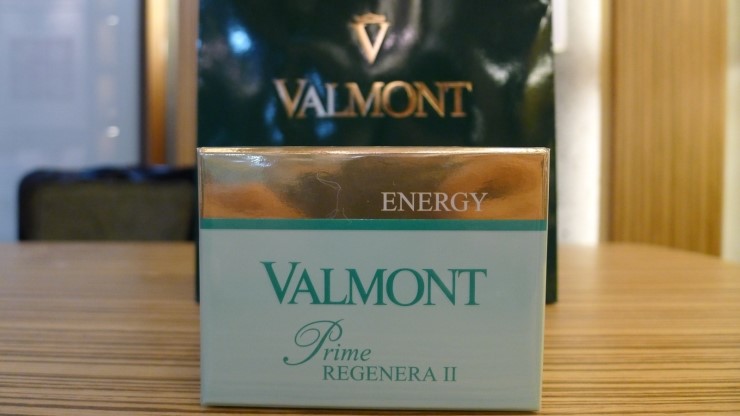 V
VALMONT
ENERGY
VALMONT
Prime
REGENERA II